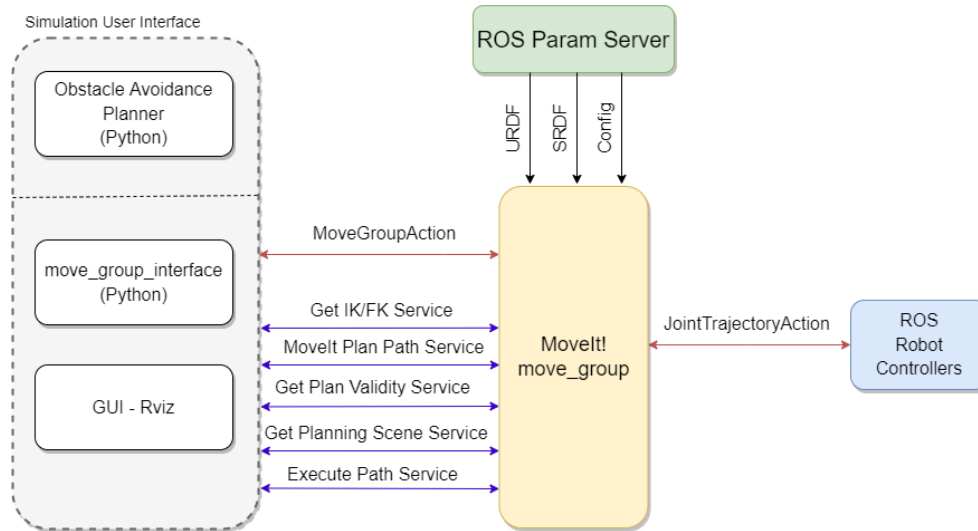 Simulation User Interface
Obstacle Avoidance
Planner
(Python)
move_group_interface
(Python)
GUI - Rviz
ROS Param Server
URDF
SRDF
Config
MoveGroupAction
Get IK/FK Service
MoveIt Plan Path Service
Get Plan Validity Service
Get Planning Scene Service
Execute Path Service
MoveIt!
move_group
JointTrajectoryAction
ROS
Robot
Controllers